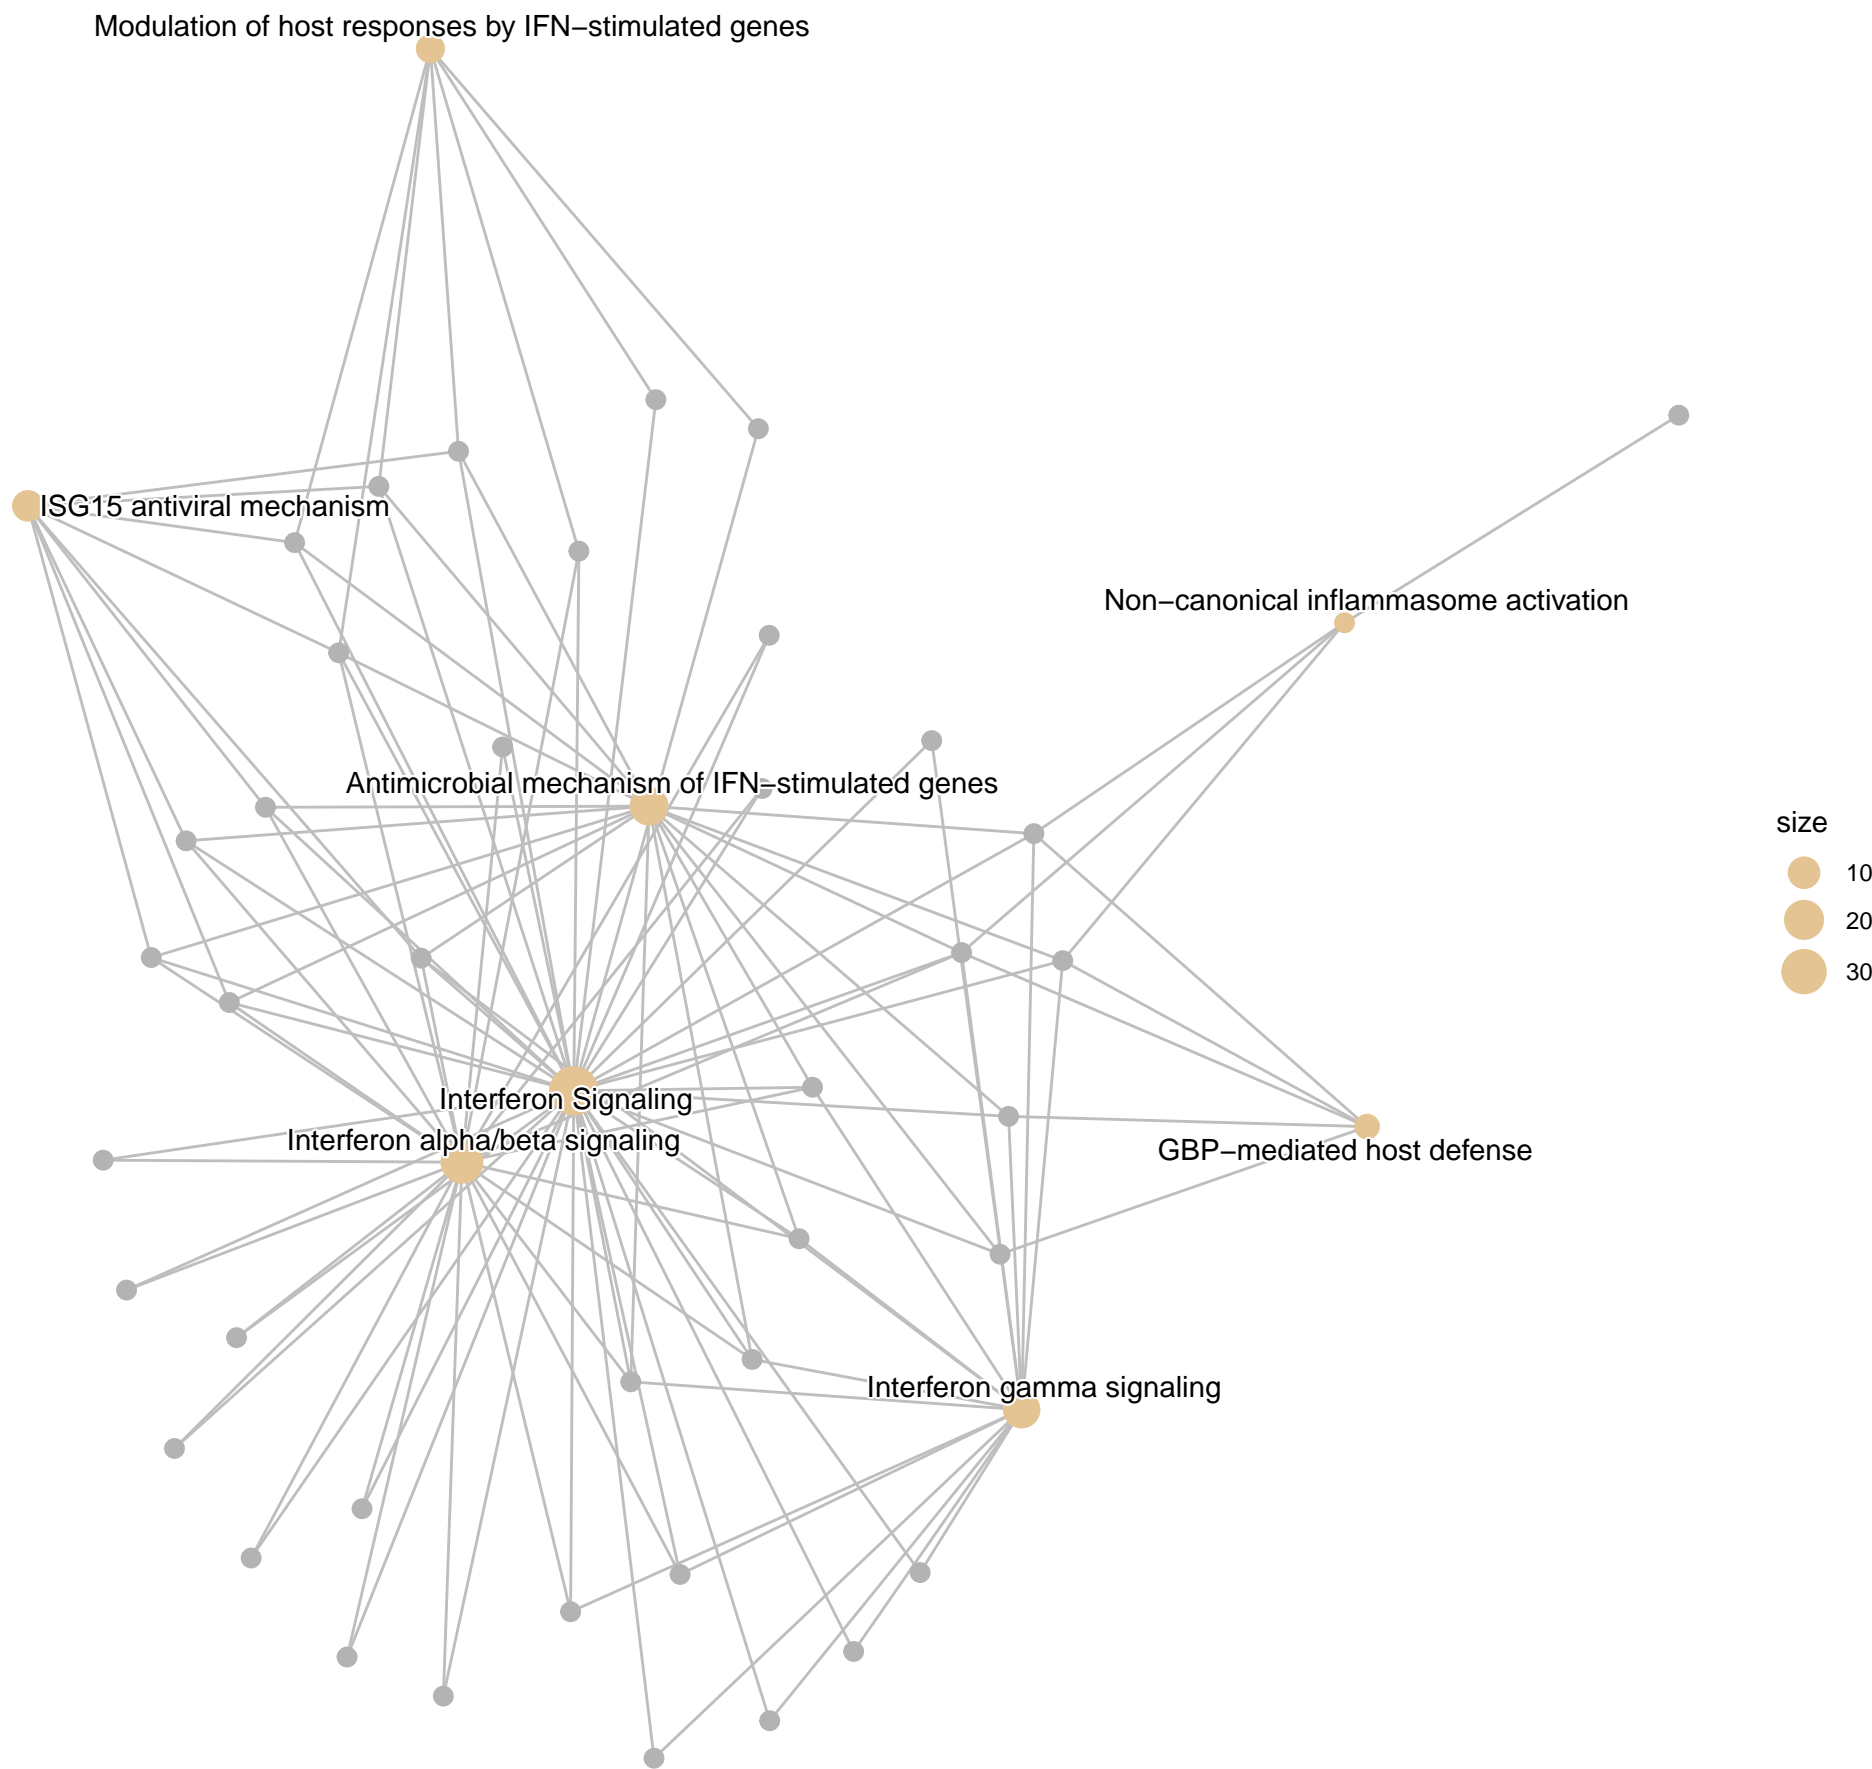 Modulation of host responses by IFN−stimulated genes
ISG15 antiviral mechanism
Non−canonical inflammasome activation
Antimicrobial mechanism of IFN−stimulated genes
size
10
20
30
Interferon Signaling
Interferon alpha/beta signaling
GBP−mediated host defense
Interferon gamma signaling